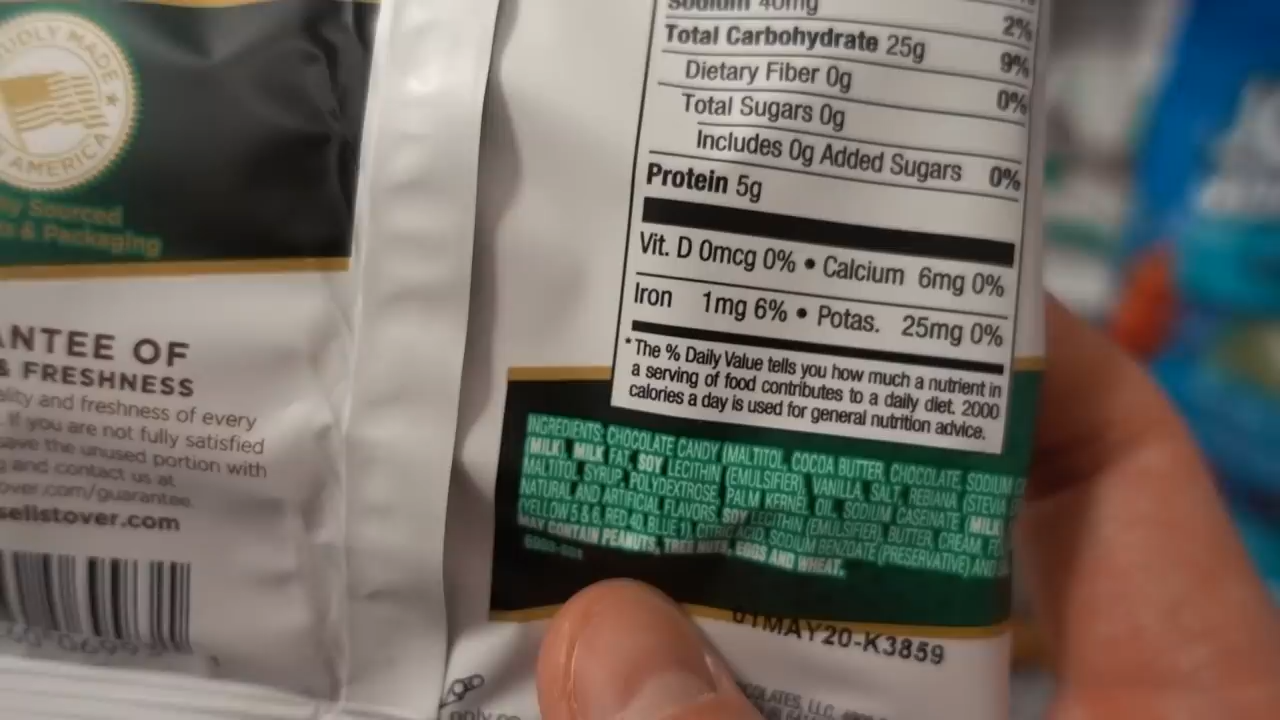 UDLY MADE
AMERICA
Sourced
& Packaging
ANTEE OF
& FRESHNESS
ality and freshness of every
. If you are not fully satisfied
save the unused portion with
g and contact us at
over.com/guarantee.
sellstover.com
Sodium 40mg 2%
Total Carbohydrate 25g 9%
Dietary Fiber 0g 0%
Total Sugars 0g
Includes 0g Added Sugars 0%
Protein 5g
Vit. D 0mcg 0% • Calcium 6mg 0%
Iron 1mg 6% • Potas. 25mg 0%
*The % Daily Value tells you how much a nutrient in
a serving of food contributes to a daily diet. 2000
calories a day is used for general nutrition advice.
INGREDIENTS: CHOCOLATE CANDY (MALTITOL, COCOA BUTTER, CHOCOLATE, SODIUM
(MILK), MILK FAT, SOY LECITHIN (EMULSIFIER), VANILLA, SALT, REBIANA (STEVIA
MALTITOL SYRUP, POLYDEXTROSE, PALM KERNEL OIL, SODIUM CASEINATE (MILK)
NATURAL AND ARTIFICIAL FLAVORS, SOY LECITHIN (EMULSIFIER), BUTTER, CREAM,
(YELLOW 5 & 6, RED 40, BLUE 1), CITRIC ACID, SODIUM BENZOATE (PRESERVATIVE) AND
MAY CONTAIN PEANUTS, TREE NUTS, EGGS AND WHEAT.
01MAY20-K3859
COLATES, LLC,
only